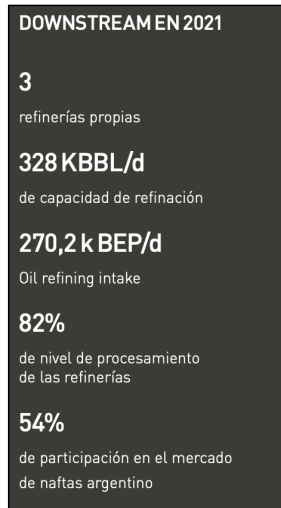 DOWNSTREAM EN 2021
3
refinerías propias
328 KBBL/d
de capacidad de refinación
270,2 k BEP/d
Oil refining intake
82%
de nivel de procesamiento
de las refinerías
54%
de participación en el mercado
de naftas argentino